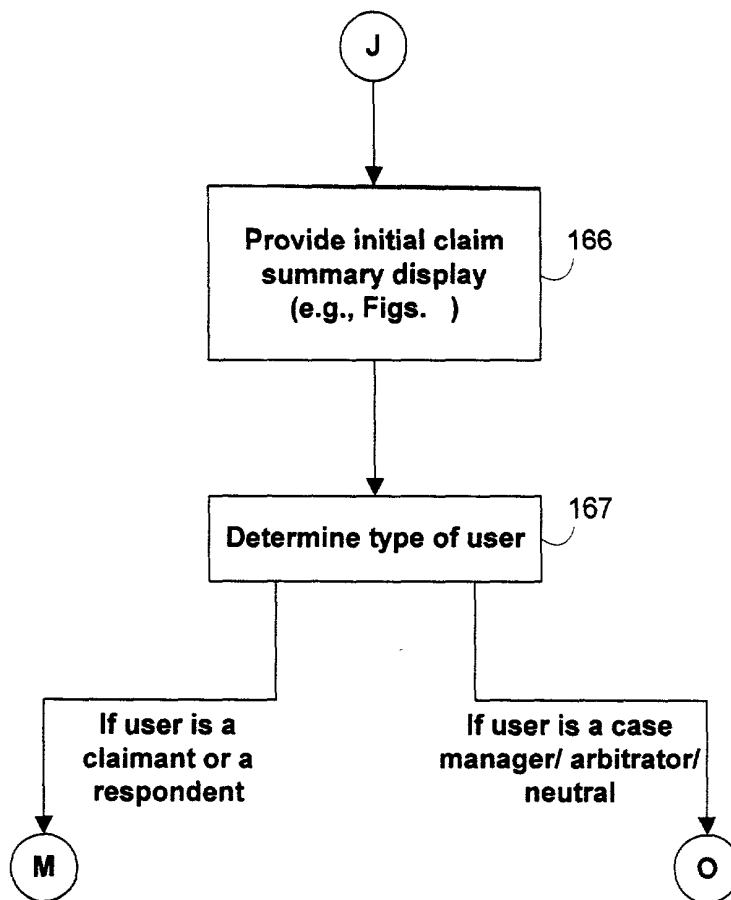 J
Provide initial claim
summary display
(e.g., Figs. )
166
167
Determine type of user
If user is a
claimant or a
respondent
If user is a case
manager/ arbitrator/
neutral
M
O